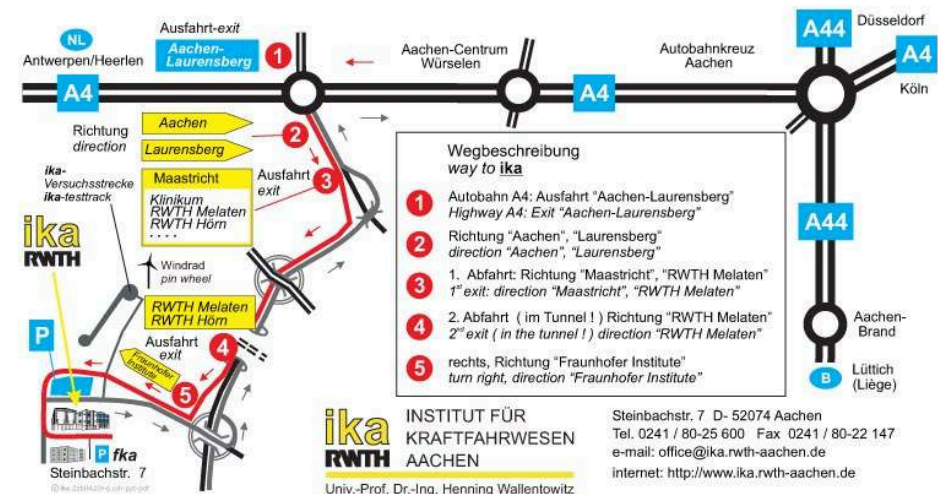 NL
Antwerpen/Heerlen
Ausfahrt-exit
Aachen-
Laurensberg
1
A4
Aachen-Centrum
Würselen
A4
Autobahnkreuz
Aachen
A44
Düsseldorf
A4
Köln
Richtung
direction
Aachen
Laurensberg
2
Maastricht
Klinikum
RWTH Melaten
RWTH Hörn
. . . .
Ausfahrt
exit
3
ika-
Versuchsstrecke
ika-testtrack
ika
RWTH
Windrad
pin wheel
RWTH Melaten
RWTH Hörn
Ausfahrt
exit
4
P
Fraunhofer
Institute
5
P fka
Steinbachstr. 7
Wegbeschreibung
way to ika
1 Autobahn A4: Ausfahrt "Aachen-Laurensberg"
Highway A4: Exit "Aachen-Laurensberg"
2 Richtung "Aachen", "Laurensberg"
direction "Aachen", "Laurensberg"
3 1. Abfahrt: Richtung "Maastricht", "RWTH Melaten"
1st exit: direction "Maastricht", "RWTH Melaten"
4 2. Abfahrt ( im Tunnel ! ) Richtung "RWTH Melaten"
2nd exit ( in the tunnel ! ) direction "RWTH Melaten"
5 rechts, Richtung "Fraunhofer Institute"
turn right, direction "Fraunhofer Institute"
A44
Aachen-
Brand
B
Lüttich
(Liège)
ika
RWTH
INSTITUT FÜR
KRAFTFAHRWESEN
AACHEN
Univ.-Prof. Dr.-Ing. Henning Wallentowitz
Steinbachstr. 7 D- 52074 Aachen
Tel. 0241 / 80-25 600 Fax 0241 / 80-22 147
e-mail: office@ika.rwth-aachen.de
internet: http://www.ika.rwth-aachen.de